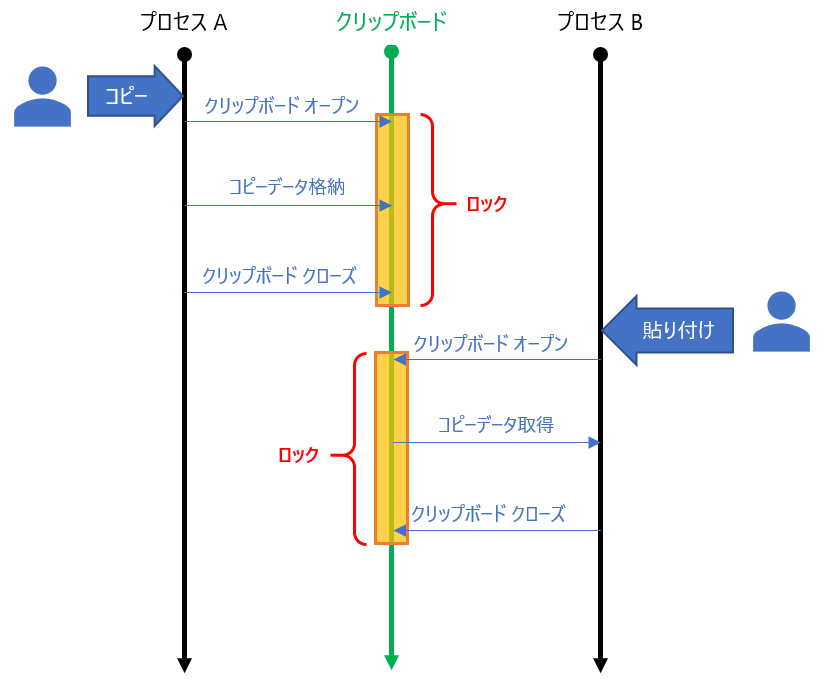 プロセス A
クリップボード
プロセス B
コピー
クリップボード オープン
コピーデータ格納
ロック
クリップボード クローズ
貼り付け
クリップボード オープン
コピーデータ取得
ロック
クリップボード クローズ